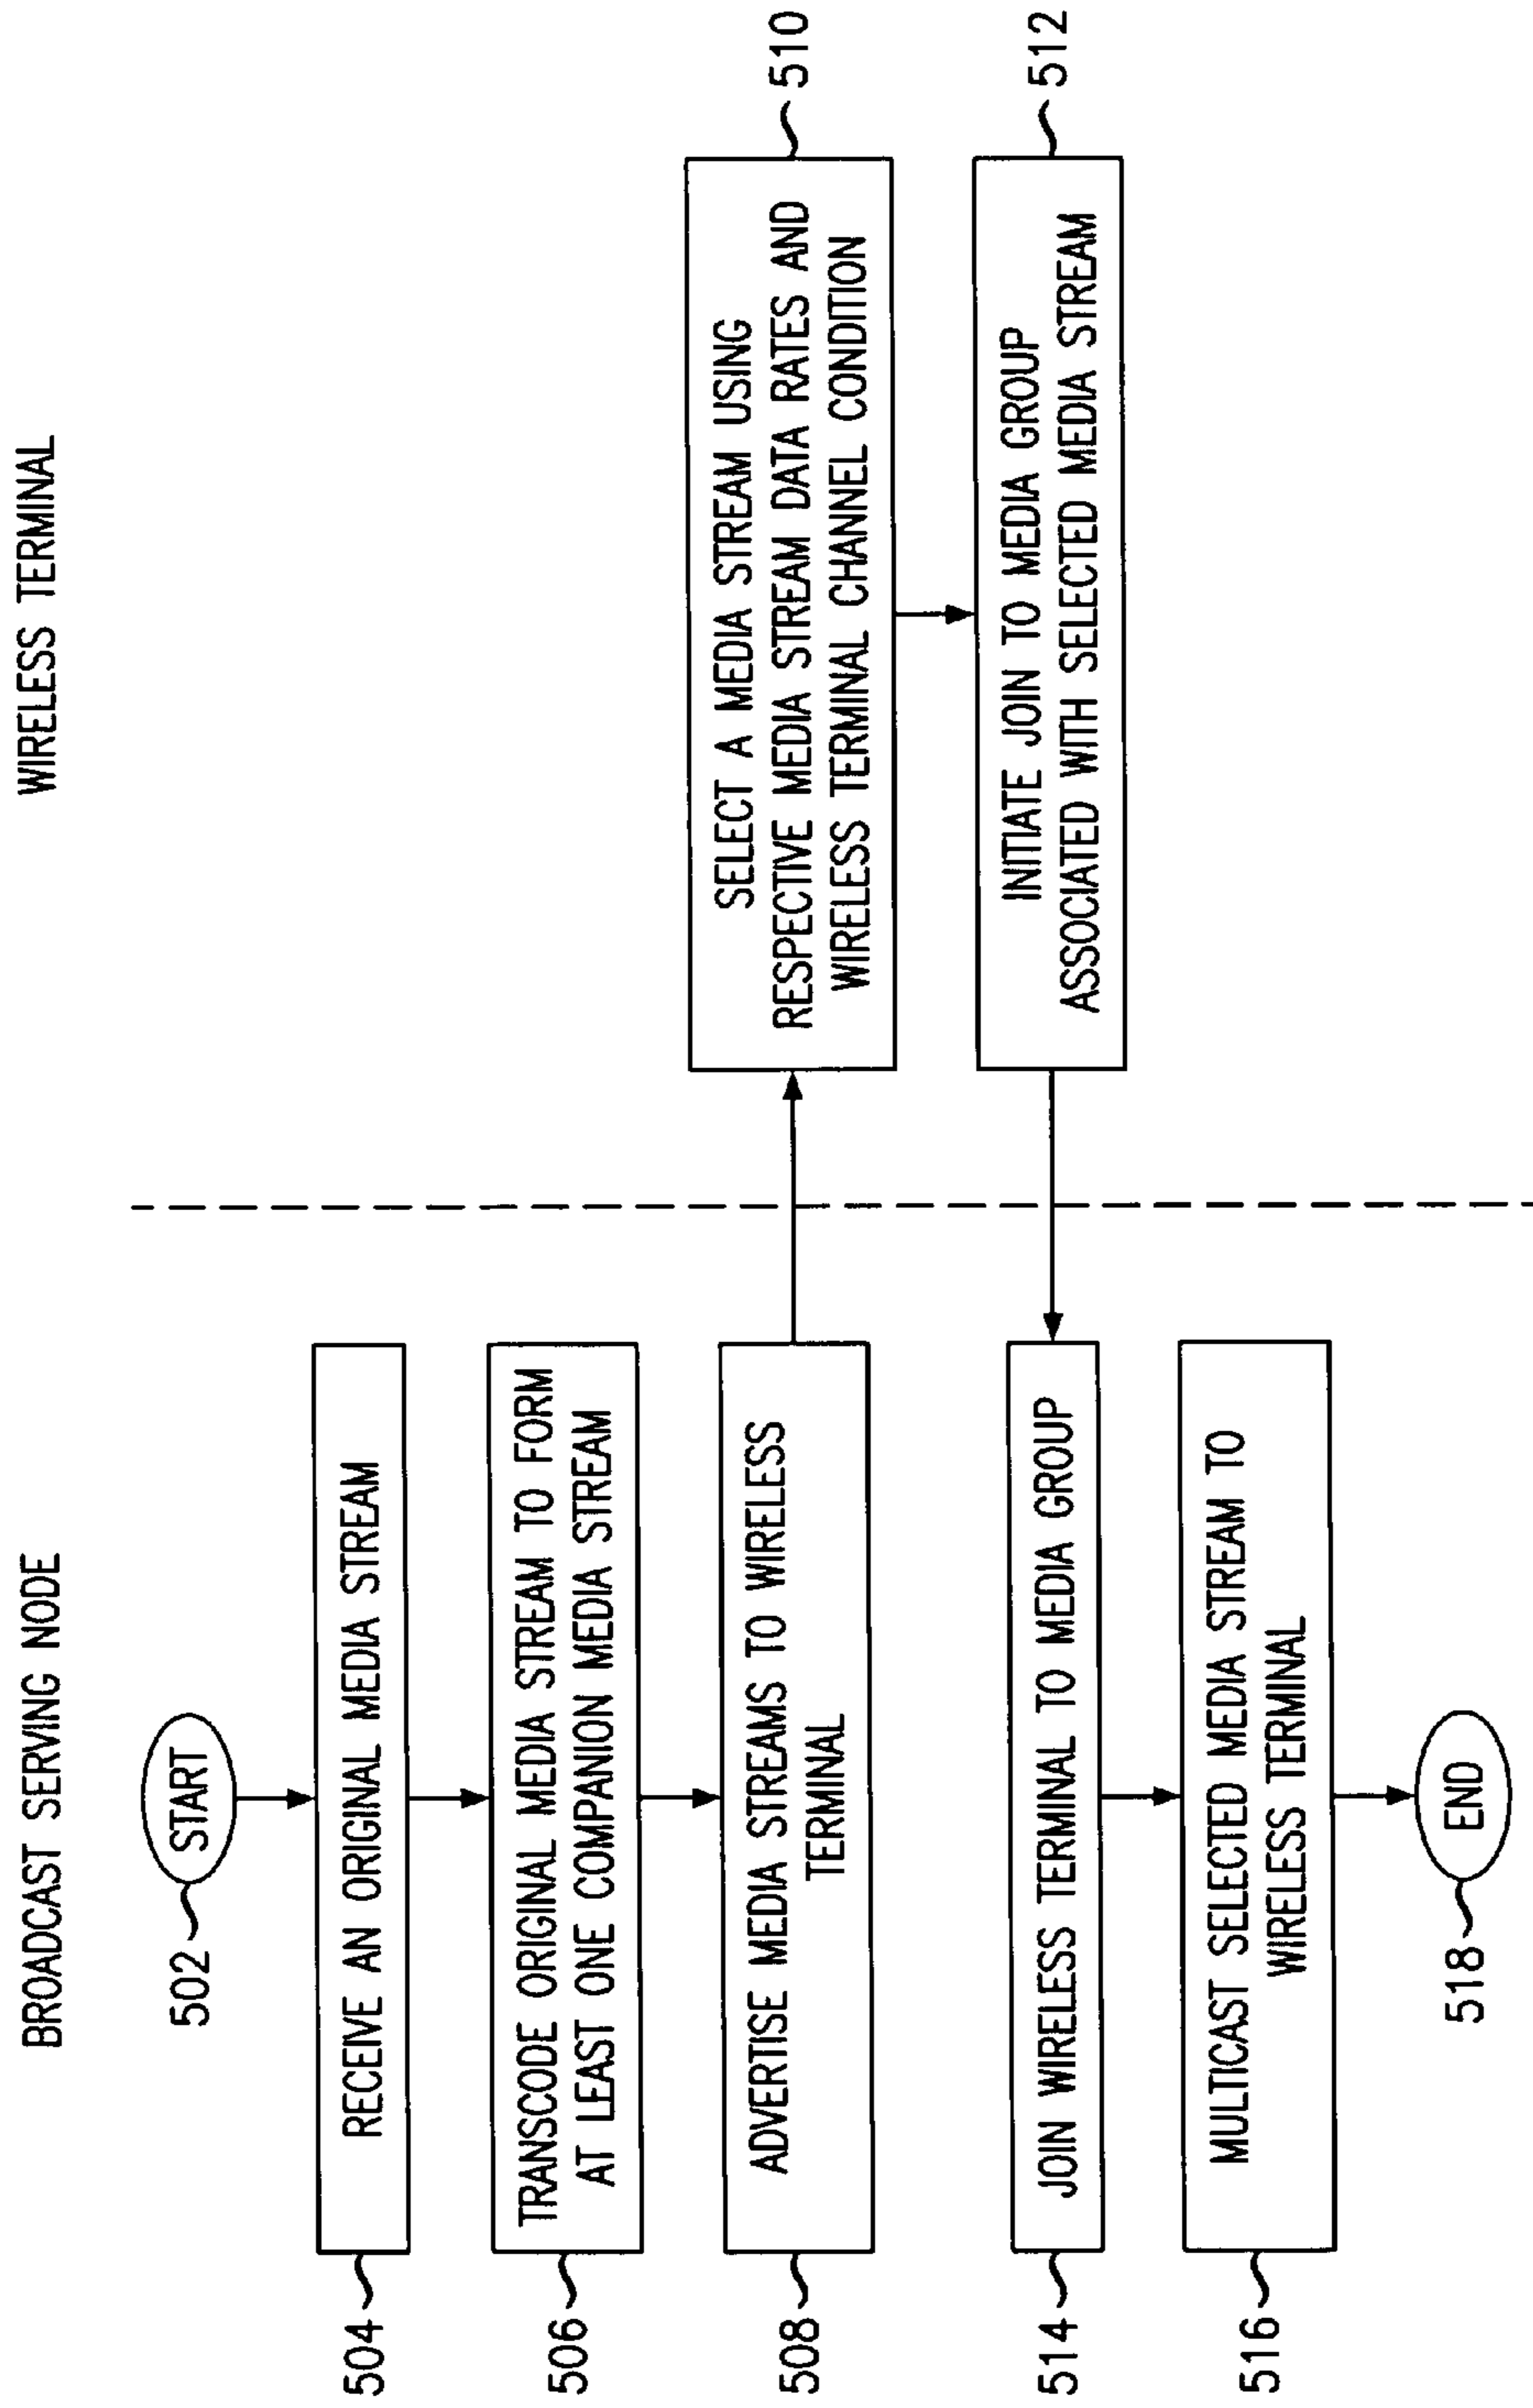 BROADCAST SERVING NODE
WIRELESS TERMINAL
502
START
504
RECEIVE AN ORIGINAL MEDIA STREAM
506
TRANSCODE ORIGINAL MEDIA STREAM TO FORM
AT LEAST ONE COMPANION MEDIA STREAM
508
ADVERTISE MEDIA STREAMS TO WIRELESS
TERMINAL
SELECT A MEDIA STREAM USING
RESPECTIVE MEDIA STREAM DATA RATES AND
WIRELESS TERMINAL CHANNEL CONDITION
510
INITIATE JOIN TO MEDIA GROUP
ASSOCIATED WITH SELECTED MEDIA STREAM
512
514
JOIN WIRELESS TERMINAL TO MEDIA GROUP
516
MULTICAST SELECTED MEDIA STREAM TO
WIRELESS TERMINAL
518
END